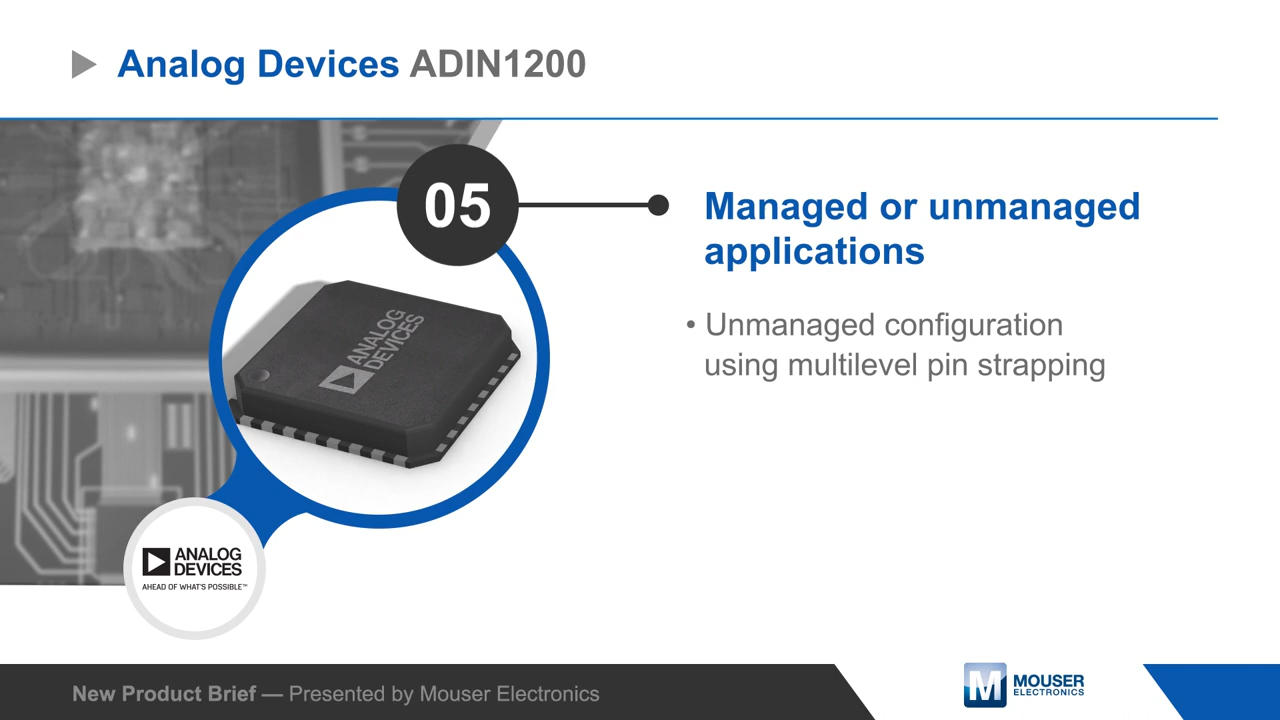 Analog Devices ADIN1200
05
Managed or unmanaged
applications
• Unmanaged configuration
using multilevel pin strapping
ANALOG
DEVICES
ANALOG
DEVICES
AHEAD OF WHAT'S POSSIBLE™
New Product Brief — Presented by Mouser Electronics
M
MOUSER
ELECTRONICS